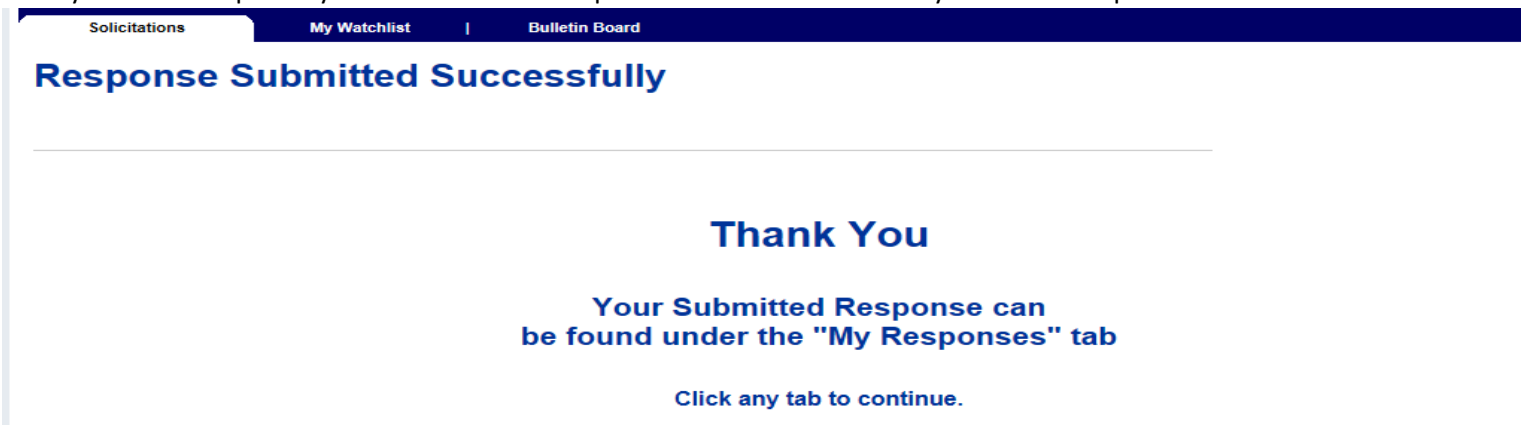 Solicitations My Watchlist | Bulletin Board
Response Submitted Successfully
Thank You
Your Submitted Response can
be found under the "My Responses" tab
Click any tab to continue.